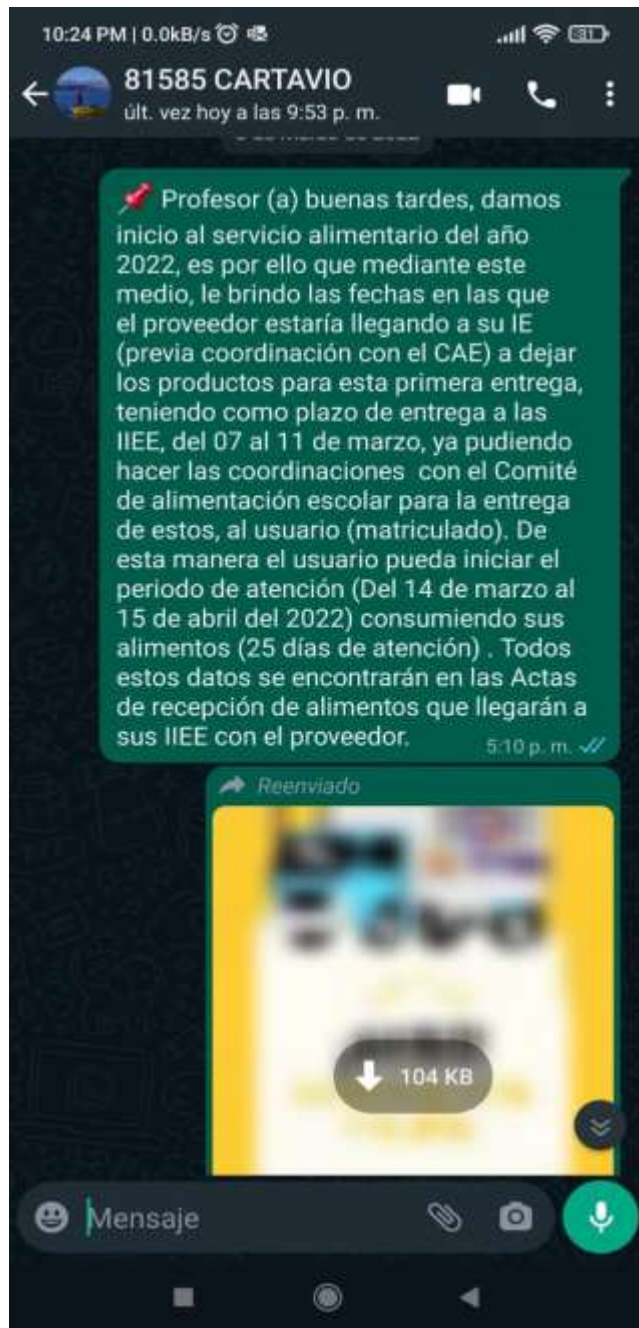 10:24 PM | 0.0kB/s
31
81585 CARTAVIO
últ. vez hoy a las 9:53 p. m.
Profesor (a) buenas tardes, damos
inicio al servicio alimentario del año
2022, es por ello que mediante este
medio, le brindo las fechas en las que
el proveedor estaría llegando a su IE
(previa coordinación con el CAE) a dejar
los productos para esta primera entrega,
teniendo como plazo de entrega a las
IIEE, del 07 al 11 de marzo, ya pudiendo
hacer las coordinaciones  con el Comité
de alimentación escolar para la entrega
de estos, al usuario (matriculado). De
esta manera el usuario pueda iniciar el
periodo de atención (Del 14 de marzo al
15 de abril del 2022) consumiendo sus
alimentos (25 días de atención) . Todos
estos datos se encontrarán en las Actas
de recepción de alimentos que llegarán a
sus IIEE con el proveedor.
5:10 p. m.
Reenviado
104 KB
Mensaje